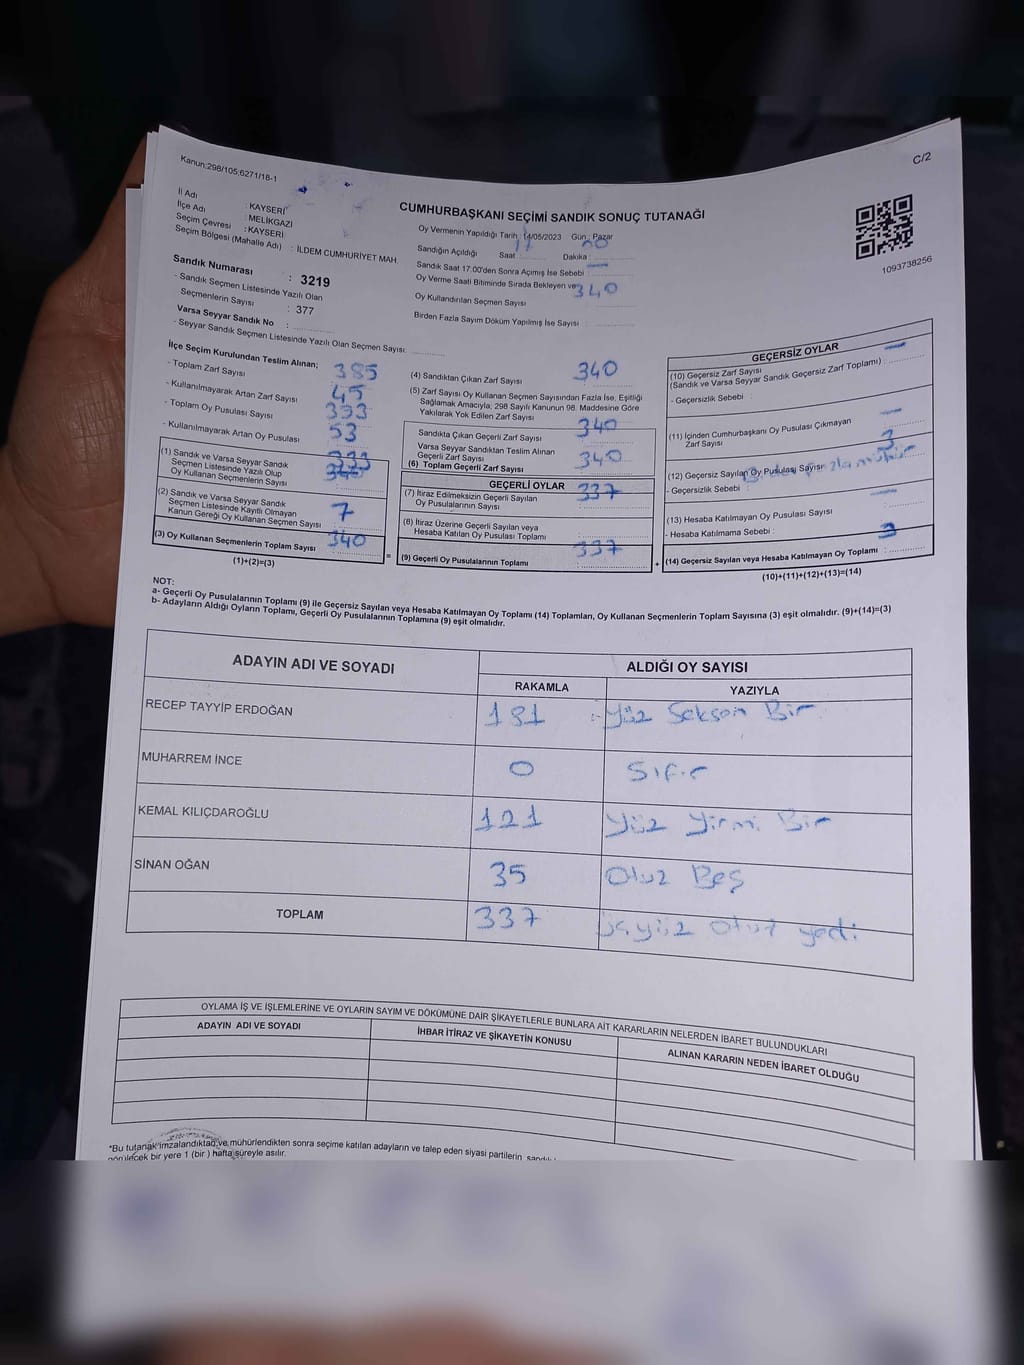 Kanun:298/105;6271/18-1
C/2
İl Adı : KAYSERİ
İlçe Adı : MELİKGAZİ
Seçim Çevresi : KAYSERİ
Seçim Bölgesi (Mahalle Adı) : İLDEM CUMHURİYET MAH.
Sandık Numarası : 3219
- Sandık Seçmen Listesinde Yazılı Olan
Seçmenlerin Sayısı : 377
Varsa Seyyar Sandık No :
- Seyyar Sandık Seçmen Listesinde Yazılı Olan Seçmen Sayısı:
CUMHURBAŞKANI SEÇİMİ SANDIK SONUÇ TUTANAĞI
Oy Vermenin Yapıldığı Tarih : 14/05/2023 Gün : Pazar
Sandığın Açıldığı Saat 17 Dakika : 00
Sandık Saat 17.00'den Sonra Açımış İse Sebebi
Oy Verme Saati Bitiminde Sırada Bekleyen ve 340
Oy Kullandırılan Seçmen Sayısı
Birden Fazla Sayım Döküm Yapılmış İse Sayısı :
1093738256
İlçe Seçim Kurulundan Teslim Alınan;
- Toplam Zarf Sayısı 385
- Kullanılmayarak Artan Zarf Sayısı 45
- Toplam Oy Pusulası Sayısı 393
- Kullanılmayarak Artan Oy Pusulası 53
(1) Sandık ve Varsa Seyyar Sandık
Seçmen Listesinde Yazılı Olup 333
Oy Kullanan Seçmenlerin Sayısı
(2) Sandık ve Varsa Seyyar Sandık
Seçmen Listesinde Kayıtlı Olmayan 7
Kanun Gereği Oy Kullanan Seçmen Sayısı
(3) Oy Kullanan Seçmenlerin Toplam Sayısı 340
(1)+(2)=(3)
=
(4) Sandıktan Çıkan Zarf Sayısı 340
(5) Zarf Sayısı Oy Kullanan Seçmen Sayısından Fazla İse, Eşitliği
Sağlamak Amacıyla, 298 Sayılı Kanunun 98. Maddesine Göre
Yakılarak Yok Edilen Zarf Sayısı
Sandıkta Çıkan Geçerli Zarf Sayısı 340
Varsa Seyyar Sandıktan Teslim Alınan
Geçerli Zarf Sayısı
(6) Toplam Geçerli Zarf Sayısı 340
GEÇERLİ OYLAR
(7) İtiraz Edilmeksizin Geçerli Sayılan 337
Oy Pusulalarının Sayısı
(8) İtiraz Üzerine Geçerli Sayılan veya
Hesaba Katılan Oy Pusulası Toplamı
(9) Geçerli Oy Pusulalarının Toplamı 337
+
GEÇERSİZ OYLAR
(10) Geçersiz Zarf Sayısı
(Sandık ve Varsa Seyyar Sandık Geçersiz Zarf Toplamı) :
- Geçersizlik Sebebi :
(11) İçinden Cumhurbaşkanı Oy Pusulası Çıkmayan
Zarf Sayısı
(12) Geçersiz Sayılan Oy Pusulası Sayısı 3
- Geçersizlik Sebebi :
(13) Hesaba Katılmayan Oy Pusulası Sayısı
- Hesaba Katılmama Sebebi :
(14) Geçersiz Sayılan veya Hesaba Katılmayan Oy Toplamı : 3
(10)+(11)+(12)+(13)=(14)
NOT:
a- Geçerli Oy Pusulalarının Toplamı (9) ile Geçersiz Sayılan veya Hesaba Katılmayan Oy Toplamı (14) Toplamları, Oy Kullanan Seçmenlerin Toplam Sayısına (3) eşit olmalıdır. (9)+(14)=(3)
b- Adayların Aldığı Oyların Toplamı, Geçerli Oy Pusulalarının Toplamına (9) eşit olmalıdır.
ADAYIN ADI VE SOYADI
ALDIĞI OY SAYISI
RAKAMLA YAZIYLA
RECEP TAYYİP ERDOĞAN 181 Yüz Seksen Bir
MUHARREM İNCE 0 Sıfır
KEMAL KILIÇDAROĞLU 121 Yüz Yirmi Bir
SİNAN OĞAN 35 Otuz Beş
TOPLAM 337 üçyüz otuz yedi
OYLAMA İŞ VE İŞLEMLERİNE VE OYLARIN SAYIM VE DÖKÜMÜNE DAİR ŞİKAYETLERLE BUNLARA AİT KARARLARIN NELERDEN İBARET BULUNDUKLARI
ADAYIN ADI VE SOYADI
İHBAR İTİRAZ VE ŞİKAYETİN KONUSU
ALINAN KARARIN NEDEN İBARET OLDUĞU
*Bu tutanak imzalandıktan ve mühürlendikten sonra seçime katılan adayların ve talep eden siyasi partilerin
görülecek bir yere 1 (bir) hafta süreyle asılır.